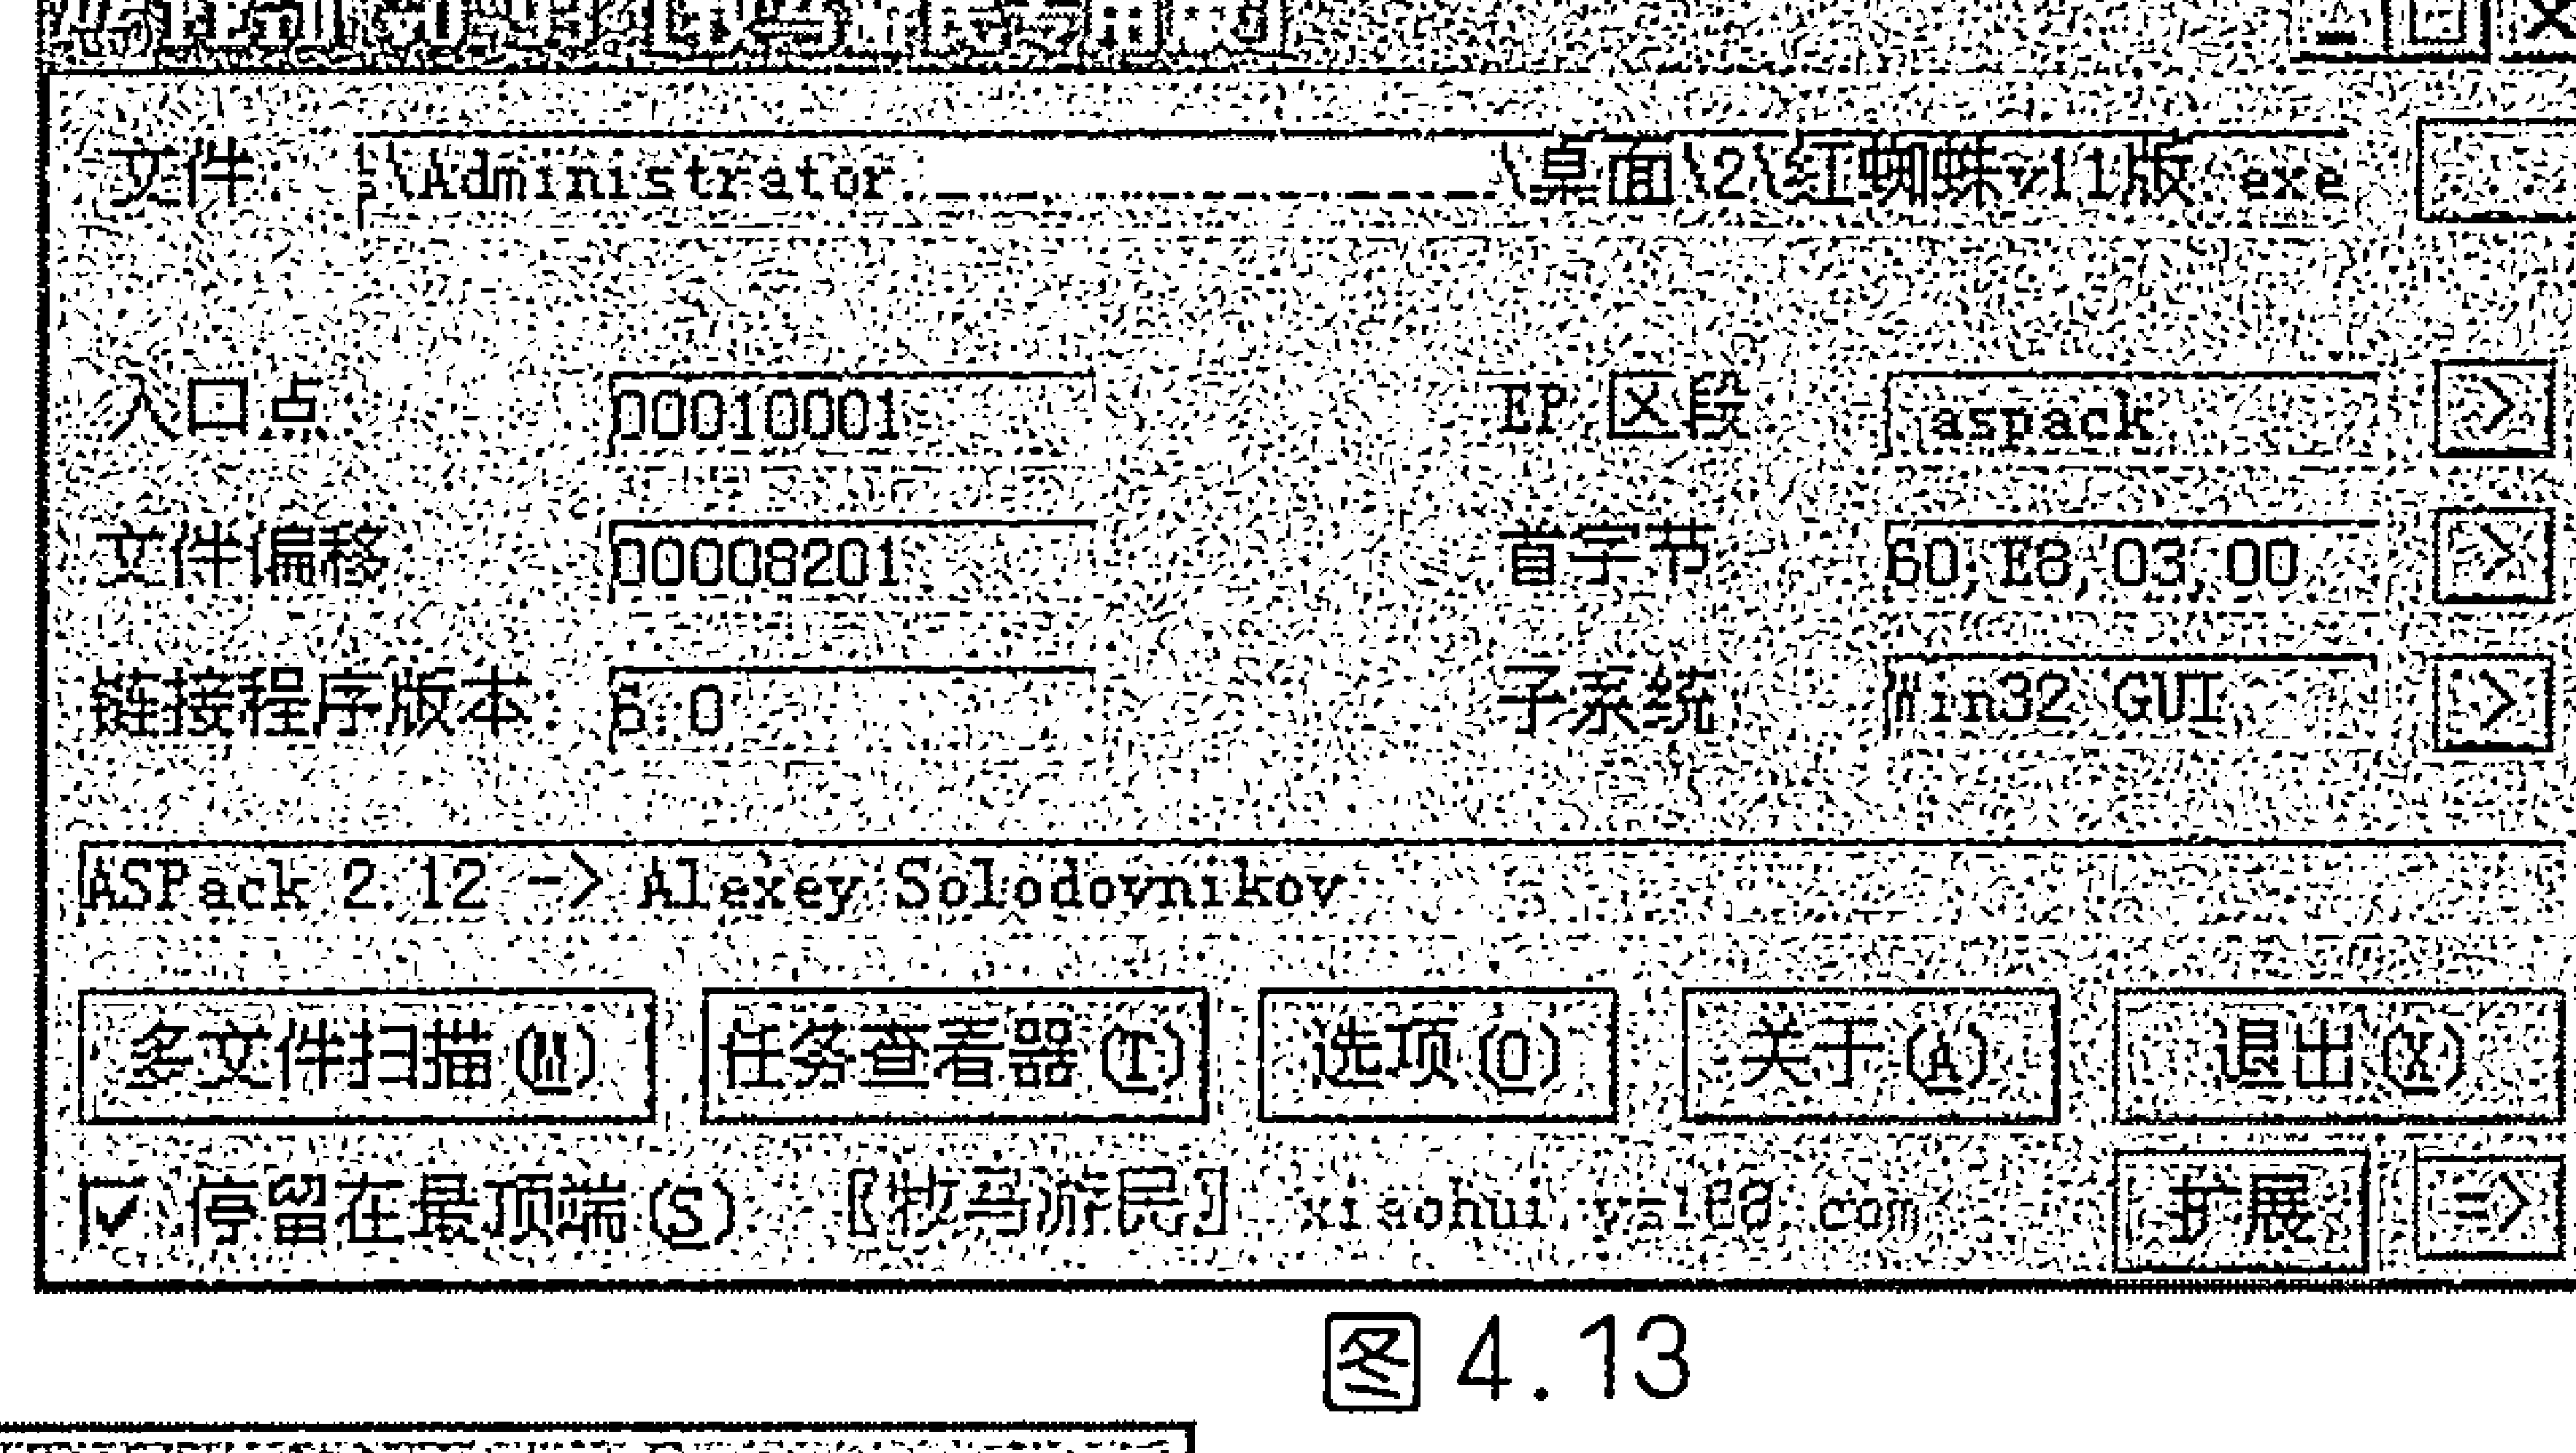 文件: s\Administrator. \桌面\2\红蜘蛛v11版.exe
入口点: 00010001 EP 区段: .aspack >
文件偏移: 00008201 首字节: 60,E8,03,00 >
链接程序版本: 6.0 子系统: Win32 GUI >
ASPack 2.12 -> Alexey Solodovnikov
多文件扫描(M) 任务查看器(T) 选项(O) 关于(A) 退出(X)
停留在最顶端(S) 〖牧马游民〗 xiaohui.ys168.com 扩展 =>
图 4.13